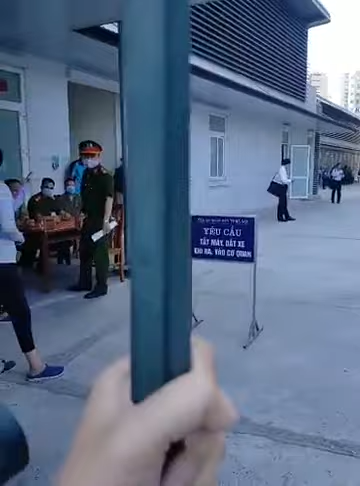 YÊU CẦU
TẮT MÁY, DẮT XE
KHI RA, VÀO CƠ QUAN